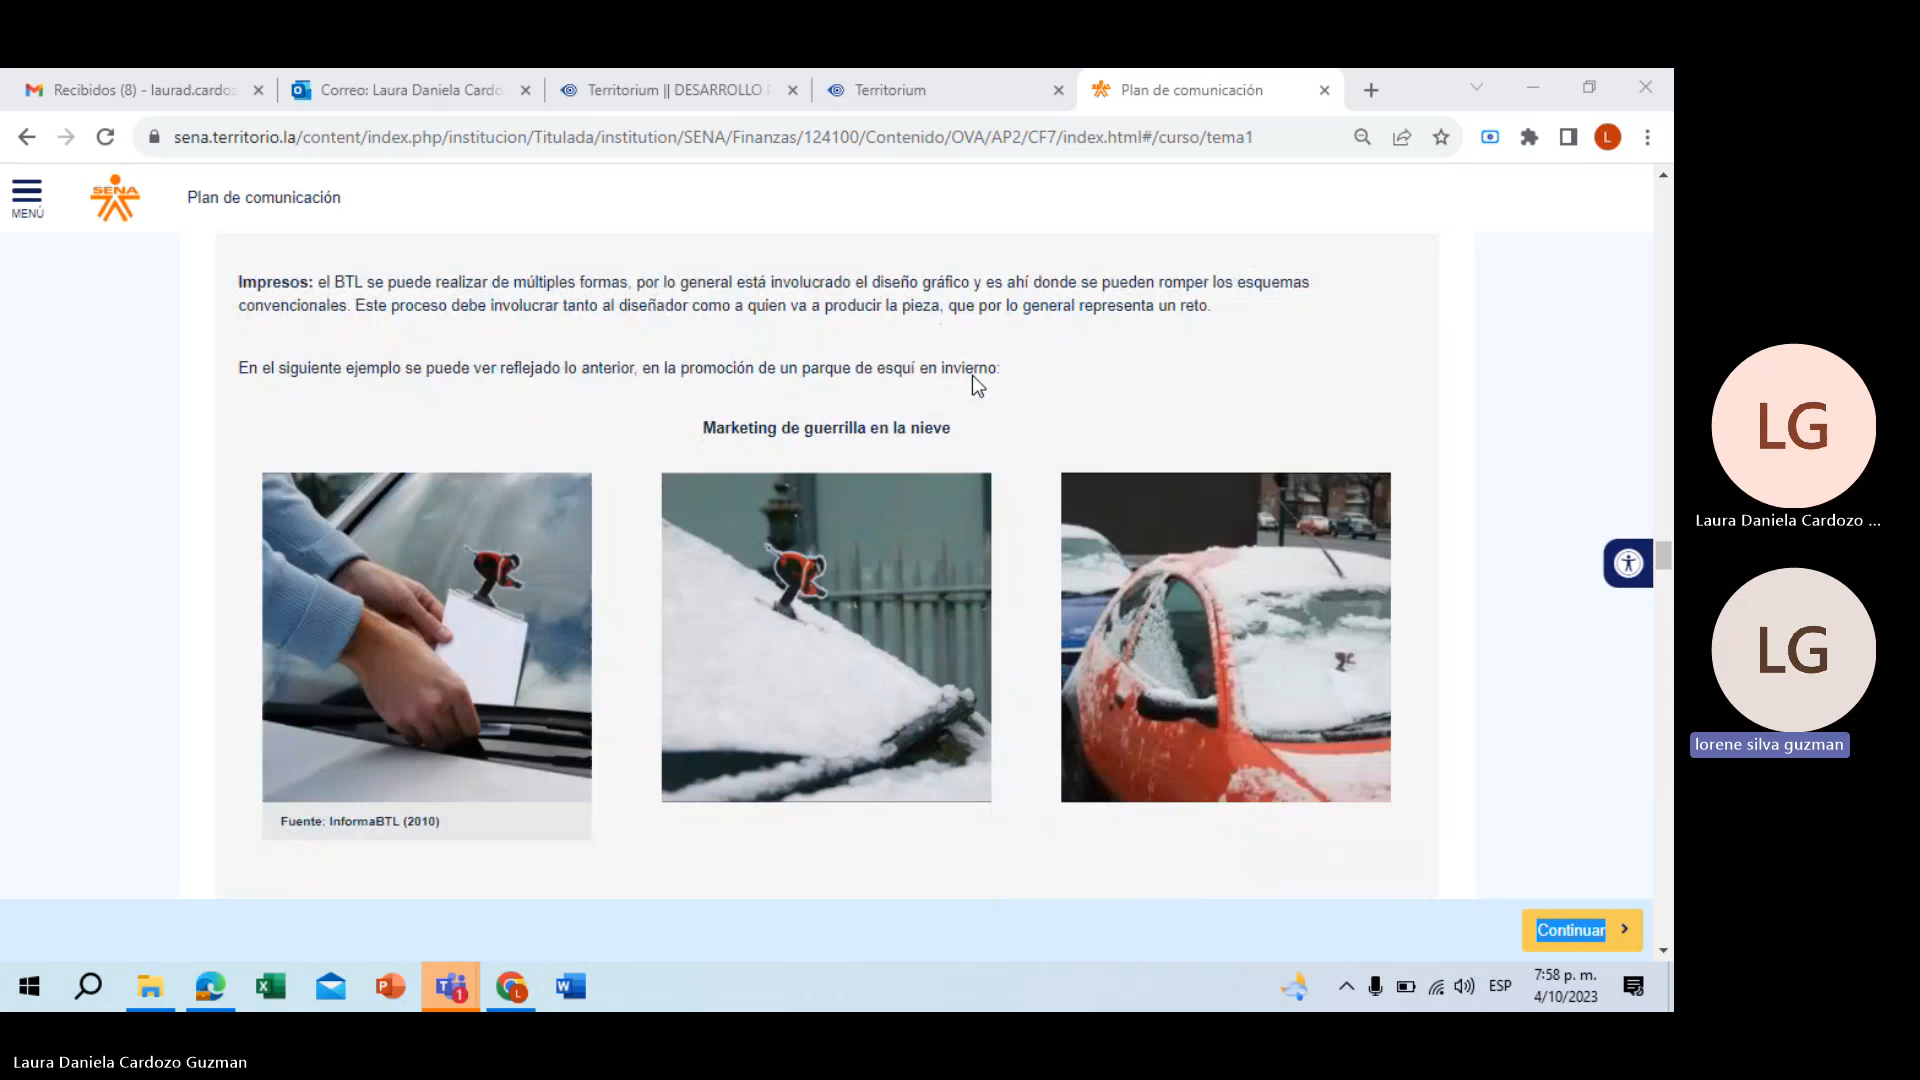 Recibidos (8) - laurad.cardoz
Correo: Laura Daniela Cardo
Territorium || DESARROLLO P
Territorium
Plan de comunicación
sena.territorio.la/content/index.php/institucion/Titulada/institution/SENA/Finanzas/124100/Contenido/OVA/AP2/CF7/index.html#/curso/tema1
L
MENÚ
SENA
Plan de comunicación
Impresos: el BTL se puede realizar de múltiples formas, por lo general está involucrado el diseño gráfico y es ahí donde se pueden romper los esquemas
convencionales. Este proceso debe involucrar tanto al diseñador como a quien va a producir la pieza, que por lo general representa un reto.
En el siguiente ejemplo se puede ver reflejado lo anterior, en la promoción de un parque de esquí en invierno:
Marketing de guerrilla en la nieve
Fuente: InformaBTL (2010)
Continuar
ESP
7:58 p. m.
4/10/2023
LG
Laura Daniela Cardozo ...
LG
lorene silva guzman
Laura Daniela Cardozo Guzman